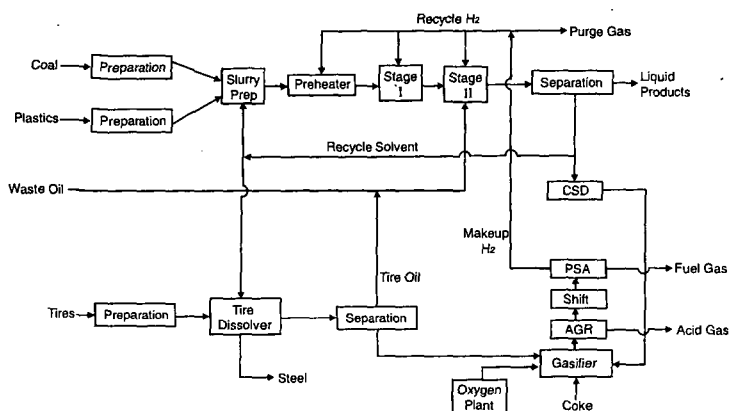 Recycle H2
Purge Gas
Coal
Preparation
Slurry
Prep
Preheater
Stage
I
Stage
II
Separation
Liquid
Products
Plastics
Preparation
Recycle Solvent
Waste Oil
CSD
Makeup
H2
Tire Oil
PSA
Fuel Gas
Shift
Tires
Preparation
Tire
Dissolver
Separation
AGR
Acid Gas
Gasifier
Steel
Oxygen
Plant
Coke